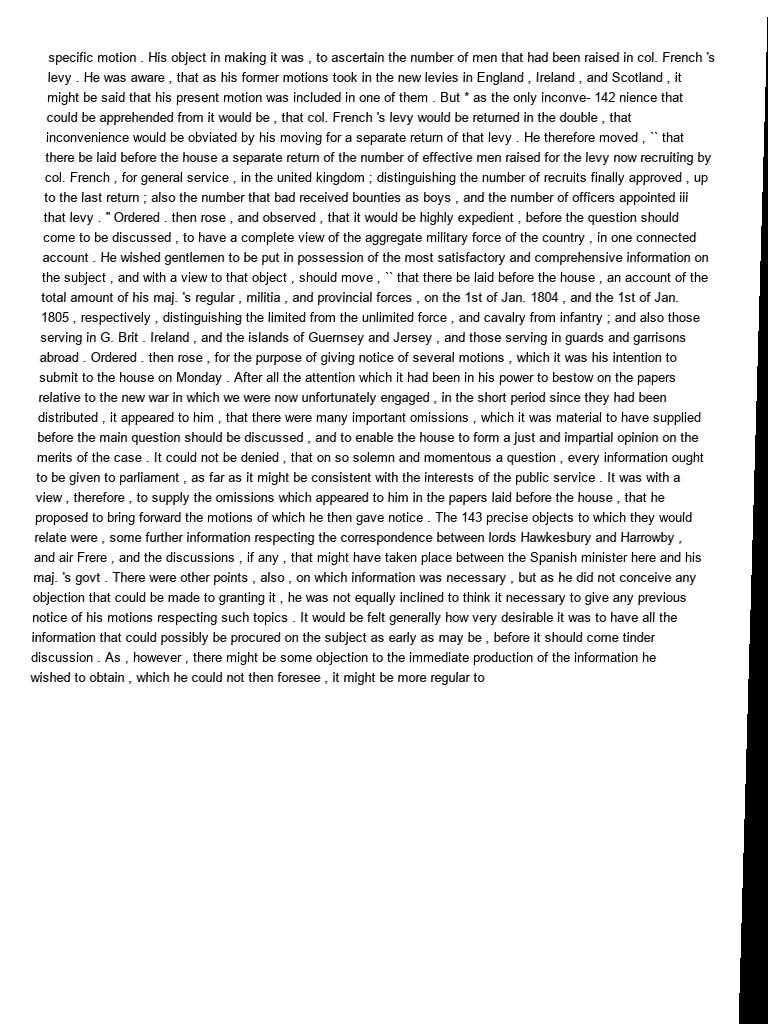 specific motion . His object in making it was , to ascertain the number of men that had been raised in col. French 's
levy . He was aware , that as his former motions took in the new levies in England , Ireland , and Scotland , it
might be said that his present motion was included in one of them . But * as the only inconve- 142 nience that
could be apprehended from it would be , that col. French 's levy would be returned in the double , that
inconvenience would be obviated by his moving for a separate return of that levy . He therefore moved , `` that
there be laid before the house a separate return of the number of effective men raised for the levy now recruiting by
col. French , for general service , in the united kingdom ; distinguishing the number of recruits finally approved , up
to the last return ; also the number that bad received bounties as boys , and the number of officers appointed iii
that levy . " Ordered . then rose , and observed , that it would be highly expedient , before the question should
come to be discussed , to have a complete view of the aggregate military force of the country , in one connected
account . He wished gentlemen to be put in possession of the most satisfactory and comprehensive information on
the subject , and with a view to that object , should move , `` that there be laid before the house , an account of the
total amount of his maj. 's regular , militia , and provincial forces , on the 1st of Jan. 1804 , and the 1st of Jan.
1805 , respectively , distinguishing the limited from the unlimited force , and cavalry from infantry ; and also those
serving in G. Brit . Ireland , and the islands of Guernsey and Jersey , and those serving in guards and garrisons
abroad . Ordered . then rose , for the purpose of giving notice of several motions , which it was his intention to
submit to the house on Monday . After all the attention which it had been in his power to bestow on the papers
relative to the new war in which we were now unfortunately engaged , in the short period since they had been
distributed , it appeared to him , that there were many important omissions , which it was material to have supplied
before the main question should be discussed , and to enable the house to form a just and impartial opinion on the
merits of the case . It could not be denied , that on so solemn and momentous a question , every information ought
to be given to parliament , as far as it might be consistent with the interests of the public service . It was with a
view , therefore , to supply the omissions which appeared to him in the papers laid before the house , that he
proposed to bring forward the motions of which he then gave notice . The 143 precise objects to which they would
relate were , some further information respecting the correspondence between lords Hawkesbury and Harrowby ,
and air Frere , and the discussions , if any , that might have taken place between the Spanish minister here and his
maj. 's govt . There were other points , also , on which information was necessary , but as he did not conceive any
objection that could be made to granting it , he was not equally inclined to think it necessary to give any previous
notice of his motions respecting such topics . It would be felt generally how very desirable it was to have all the
information that could possibly be procured on the subject as early as may be , before it should come tinder
discussion . As , however , there might be some objection to the immediate production of the information he
wished to obtain , which he could not then foresee , it might be more regular to